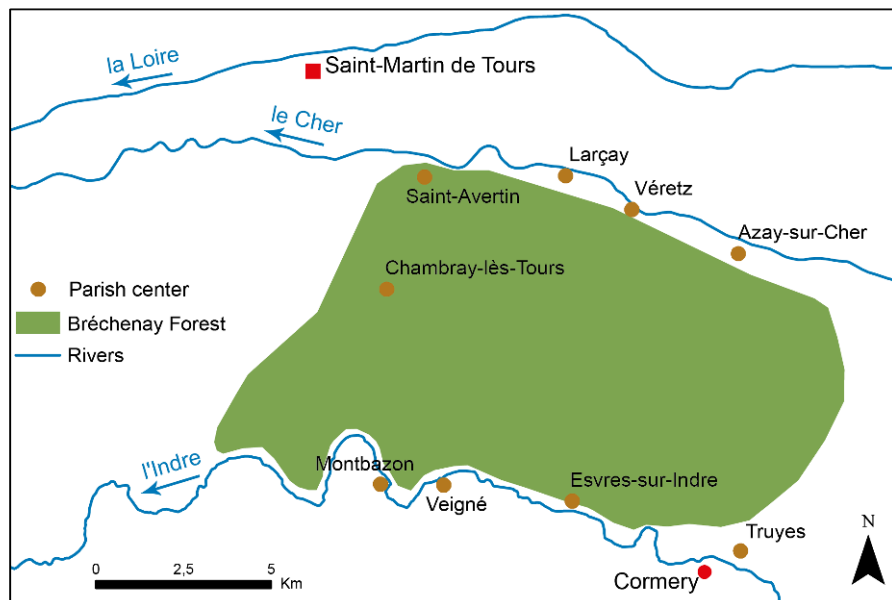 la Loire
Saint-Martin de Tours
le Cher
Larçay
Véretz
Saint-Avertin
Azay-sur-Cher
Chambray-lès-Tours
Parish center
Bréchenay Forest
Rivers
l'Indre
Montbazon
Veigné
Esvres-sur-Indre
Truyes
N
Cormery
0 2,5 5
Km